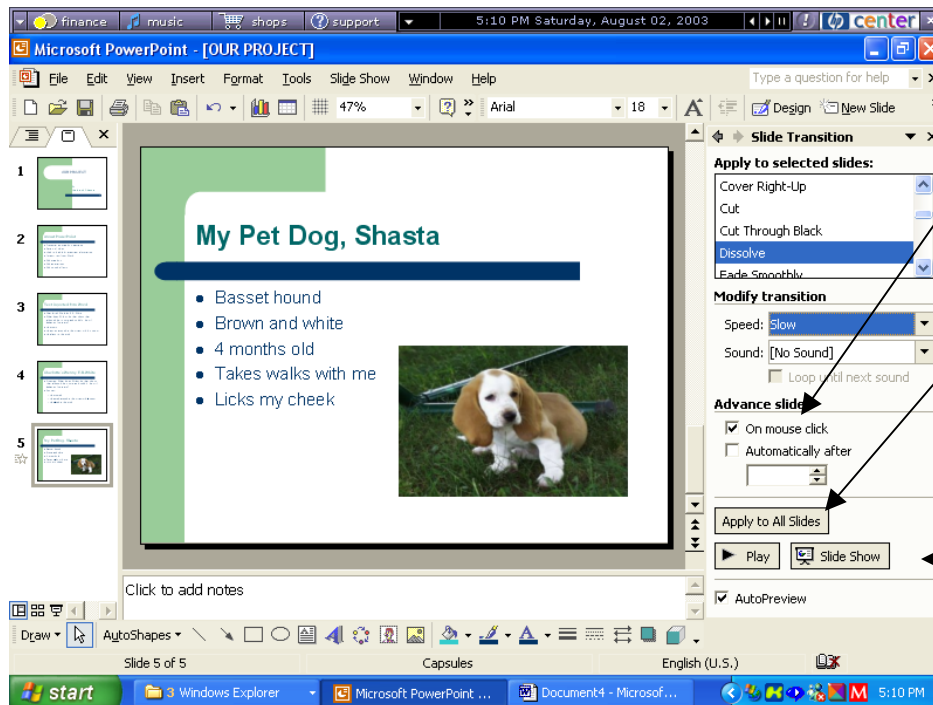 finance music shops support 5:10 PM Saturday, August 02, 2003 center
Microsoft PowerPoint - [OUR PROJECT]
File Edit View Insert Format Tools Slide Show Window Help Type a question for help
47% Arial 18 A Design New Slide
Slide Transition
Apply to selected slides:
Cover Right-Up
Cut
Cut Through Black
Dissolve
Fade Smoothly
Modify transition
Speed: Slow
Sound: [No Sound]
Loop until next sound
Advance slide
On mouse click
Automatically after
Apply to All Slides
Play Slide Show
AutoPreview
1
2
3
4
5
My Pet Dog, Shasta
Basset hound
Brown and white
4 months old
Takes walks with me
Licks my cheek
Click to add notes
Draw AutoShapes
Slide 5 of 5 Capsules English (U.S.)
start 3 Windows Explorer Microsoft PowerPoint ... Document4 - Microsof... 5:10 PM